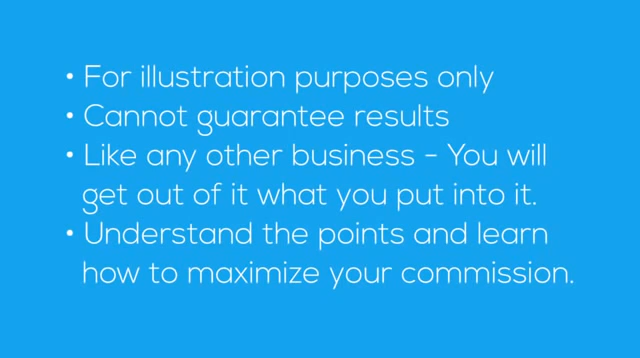 • For illustration purposes only
• Cannot guarantee results
• Like any other business - You will
get out of it what you put into it.
• Understand the points and learn
how to maximize your commission.